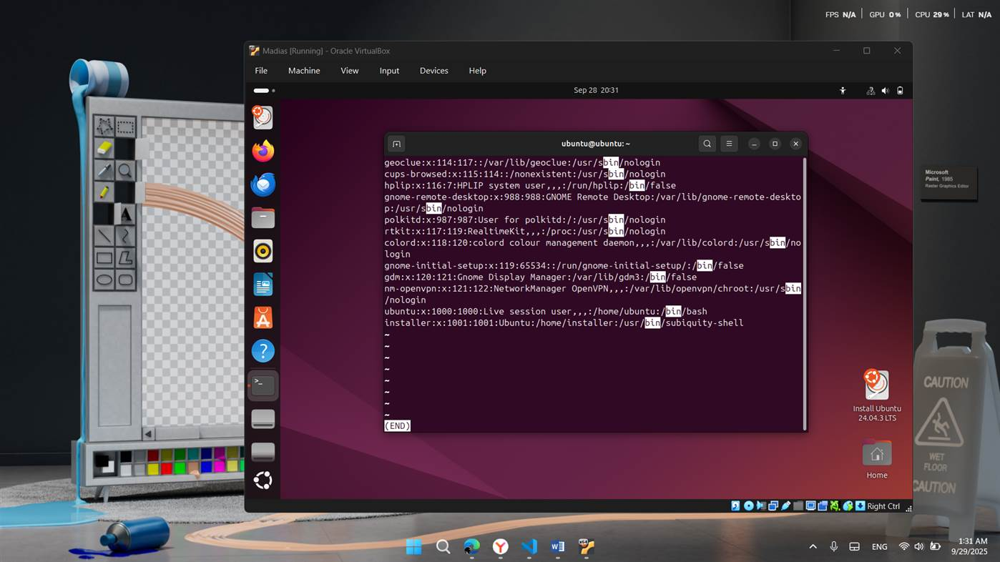 FPS N/A GPU 0% CPU 29% LAT N/A
Madias [Running] - Oracle VirtualBox
File Machine View Input Devices Help
Sep 28 20:31
ubuntu@ubuntu: ~
geoclue:x:114:117::/var/lib/geoclue:/usr/sbin/nologin
cups-browsed:x:115:114::/nonexistent:/usr/sbin/nologin
hplip:x:116:7:HPLIP system user,,,:/run/hplip:/bin/false
gnome-remote-desktop:x:988:988:GNOME Remote Desktop:/var/lib/gnome-remote-deskto
p:/usr/sbin/nologin
polkitd:x:987:987:User for polkitd:/:/usr/sbin/nologin
rtkit:x:117:119:RealtimeKit,,,:/proc:/usr/sbin/nologin
colord:x:118:120:colord colour management daemon,,,:/var/lib/colord:/usr/sbin/no
login
gnome-initial-setup:x:119:65534::/run/gnome-initial-setup/:/bin/false
gdm:x:120:121:Gnome Display Manager:/var/lib/gdm3:/bin/false
nm-openvpn:x:121:122:NetworkManager OpenVPN,,,:/var/lib/openvpn/chroot:/usr/sbin
/nologin
ubuntu:x:1000:1000:Live session user,,,:/home/ubuntu:/bin/bash
installer:x:1001:1001:Ubuntu:/home/installer:/usr/bin/subiquity-shell
~
~
~
~
~
~
~
~
(END)
Install Ubuntu
24.04.3 LTS
Home
Right Ctrl
Microsoft
Paint, 1985
Raster Graphics Editor
A
CAUTION
WET
FLOOR
CAUTION
ENG
1:31 AM
9/29/2025